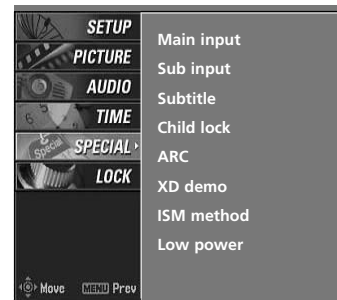 SETUP
PICTURE
AUDIO
TIME
SPECIAL
LOCK
Move MENU Prev
Main input
Sub input
Subtitle
Child lock
ARC
XD demo
ISM method
Low power